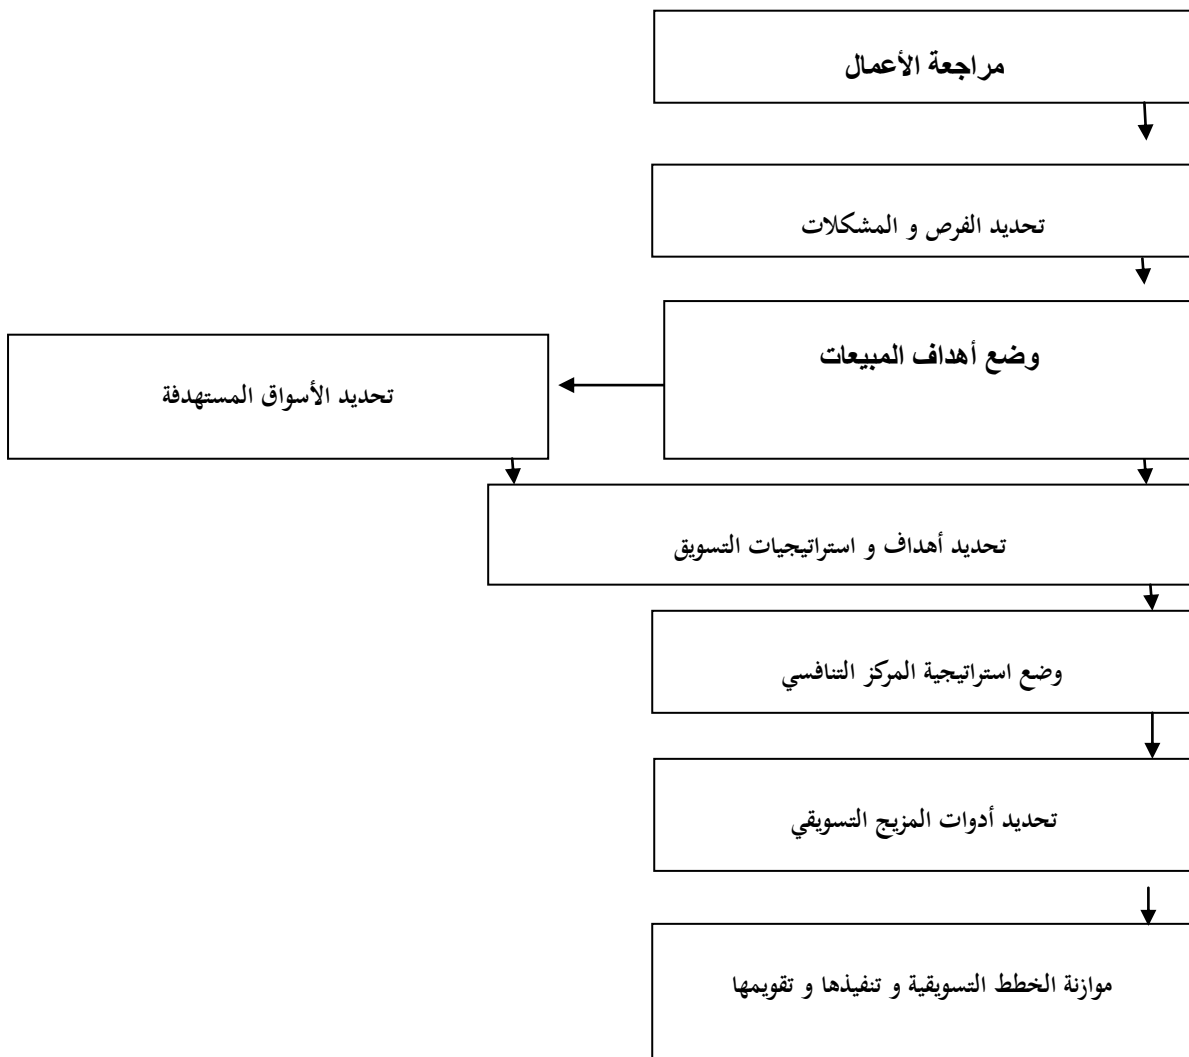 مراجعة الأعمال
تحديد الفرص و المشكلات
وضع أهداف المبيعات
تحديد الأسواق المستهدفة
تحديد أهداف و استراتيجيات التسويق
وضع استراتيجية المركز التنافسي
تحديد أدوات المزيج التسويقي
موازنة الخطط التسويقية و تنفيذها و تقويمها